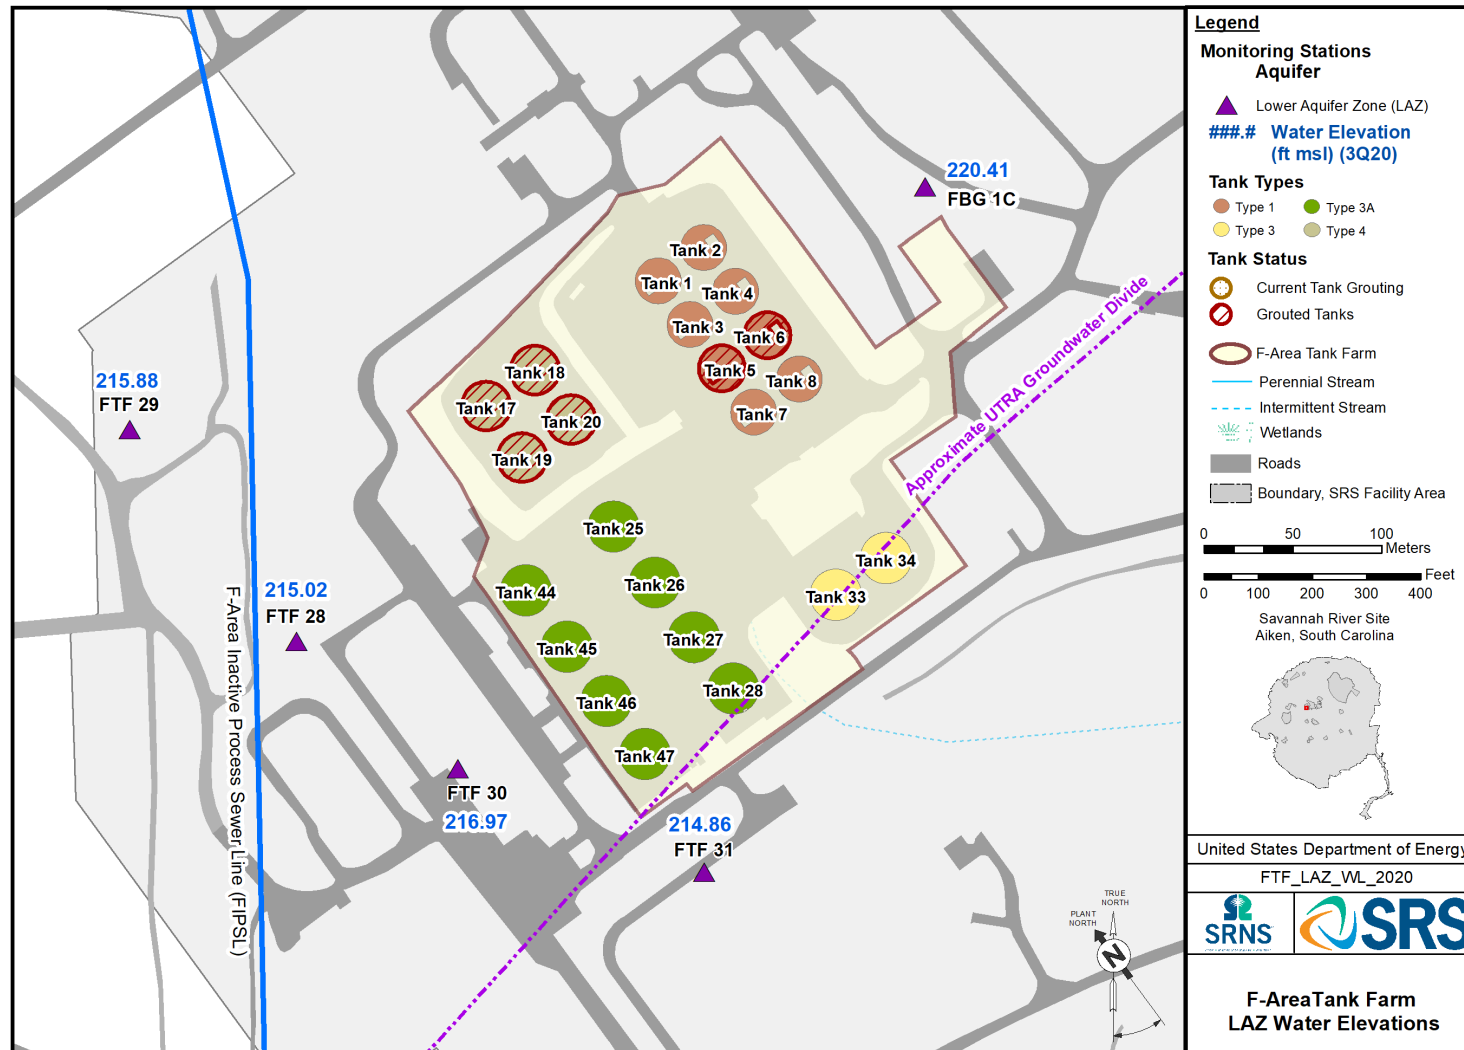 220.41
FBG 1C
Tank 2
Tank 1
Tank 4
Tank 3
Tank 6
Tank 5
Tank 8
Tank 7
Tank 18
Tank 17
Tank 20
Tank 19
Approximate UTRA Groundwater Divide
215.88
FTF 29
Tank 25
Tank 34
Tank 26
Tank 44
Tank 33
Tank 27
Tank 45
Tank 28
Tank 46
Tank 47
215.02
FTF 28
F-Area Inactive Process Sewer Line (FIPSL)
FTF 30
216.97
214.86
FTF 31
TRUE
NORTH
PLANT
NORTH
N
Legend
Monitoring Stations
Aquifer
Lower Aquifer Zone (LAZ)
###.# Water Elevation
(ft msl) (3Q20)
Tank Types
Type 1 Type 3A
Type 3 Type 4
Tank Status
Current Tank Grouting
Grouted Tanks
F-Area Tank Farm
Perennial Stream
Intermittent Stream
Wetlands
Roads
Boundary, SRS Facility Area
0 50 100
Meters
Feet
0 100 200 300 400
Savannah River Site
Aiken, South Carolina
United States Department of Energy
FTF_LAZ_WL_2020
SRNS
SRS
F-AreaTank Farm
LAZ Water Elevations